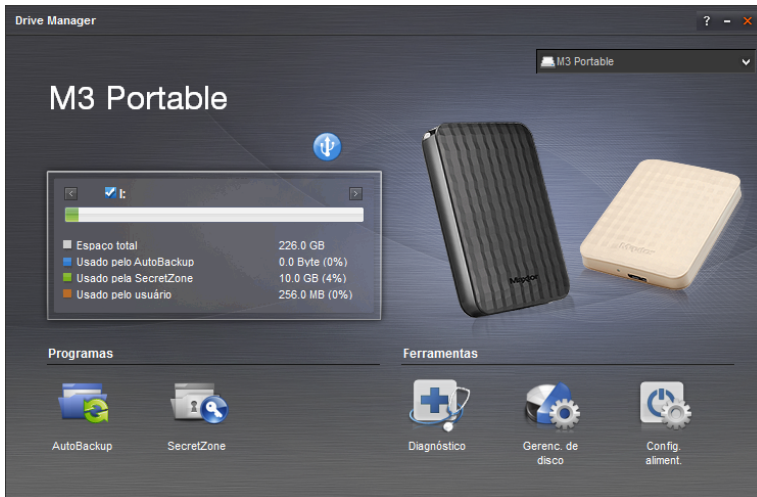 Drive Manager
?
M3 Portable
M3 Portable
I:
Espaço total 226.0 GB
Usado pelo AutoBackup 0.0 Byte (0%)
Usado pela SecretZone 10.0 GB (4%)
Usado pelo usuário 256.0 MB (0%)
Maxtor
Maxtor
Programas
Ferramentas
AutoBackup
SecretZone
Diagnóstico
Gerenc. de
disco
Config.
aliment.